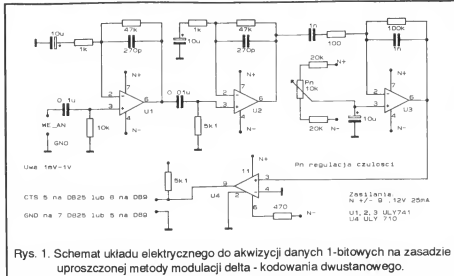 10u 1k 47k 1k 47k 1n 100 100k
270p 10u 270p 1n
N+ N+ 20k N+ N+
0.1u 2 7 6 0.01u 2 7 6 Pn 10k 2 7 6
3 4 U1 3 4 U2 3 4 U3
WE_AN 10k N- 5k1 N- 20K N- 10u N-
GND
Uwe 1mV-1V
N+ Pn regulacja czulosci
5k1 11 3
CTS 5 na DB25 lub 8 na DB9 9 4
GND na 7 DB25 lub 5 na DB9 U4 2 6 470 N-
Zasilanie
N +/- 9 .12V 25mA
U1,2,3 ULY741
U4 ULY 710
Rys. 1. Schemat układu elektrycznego do akwizycji danych 1-bitowych na zasadzie
uproszczonej metody modulacji delta - kodowania dwustanowego.